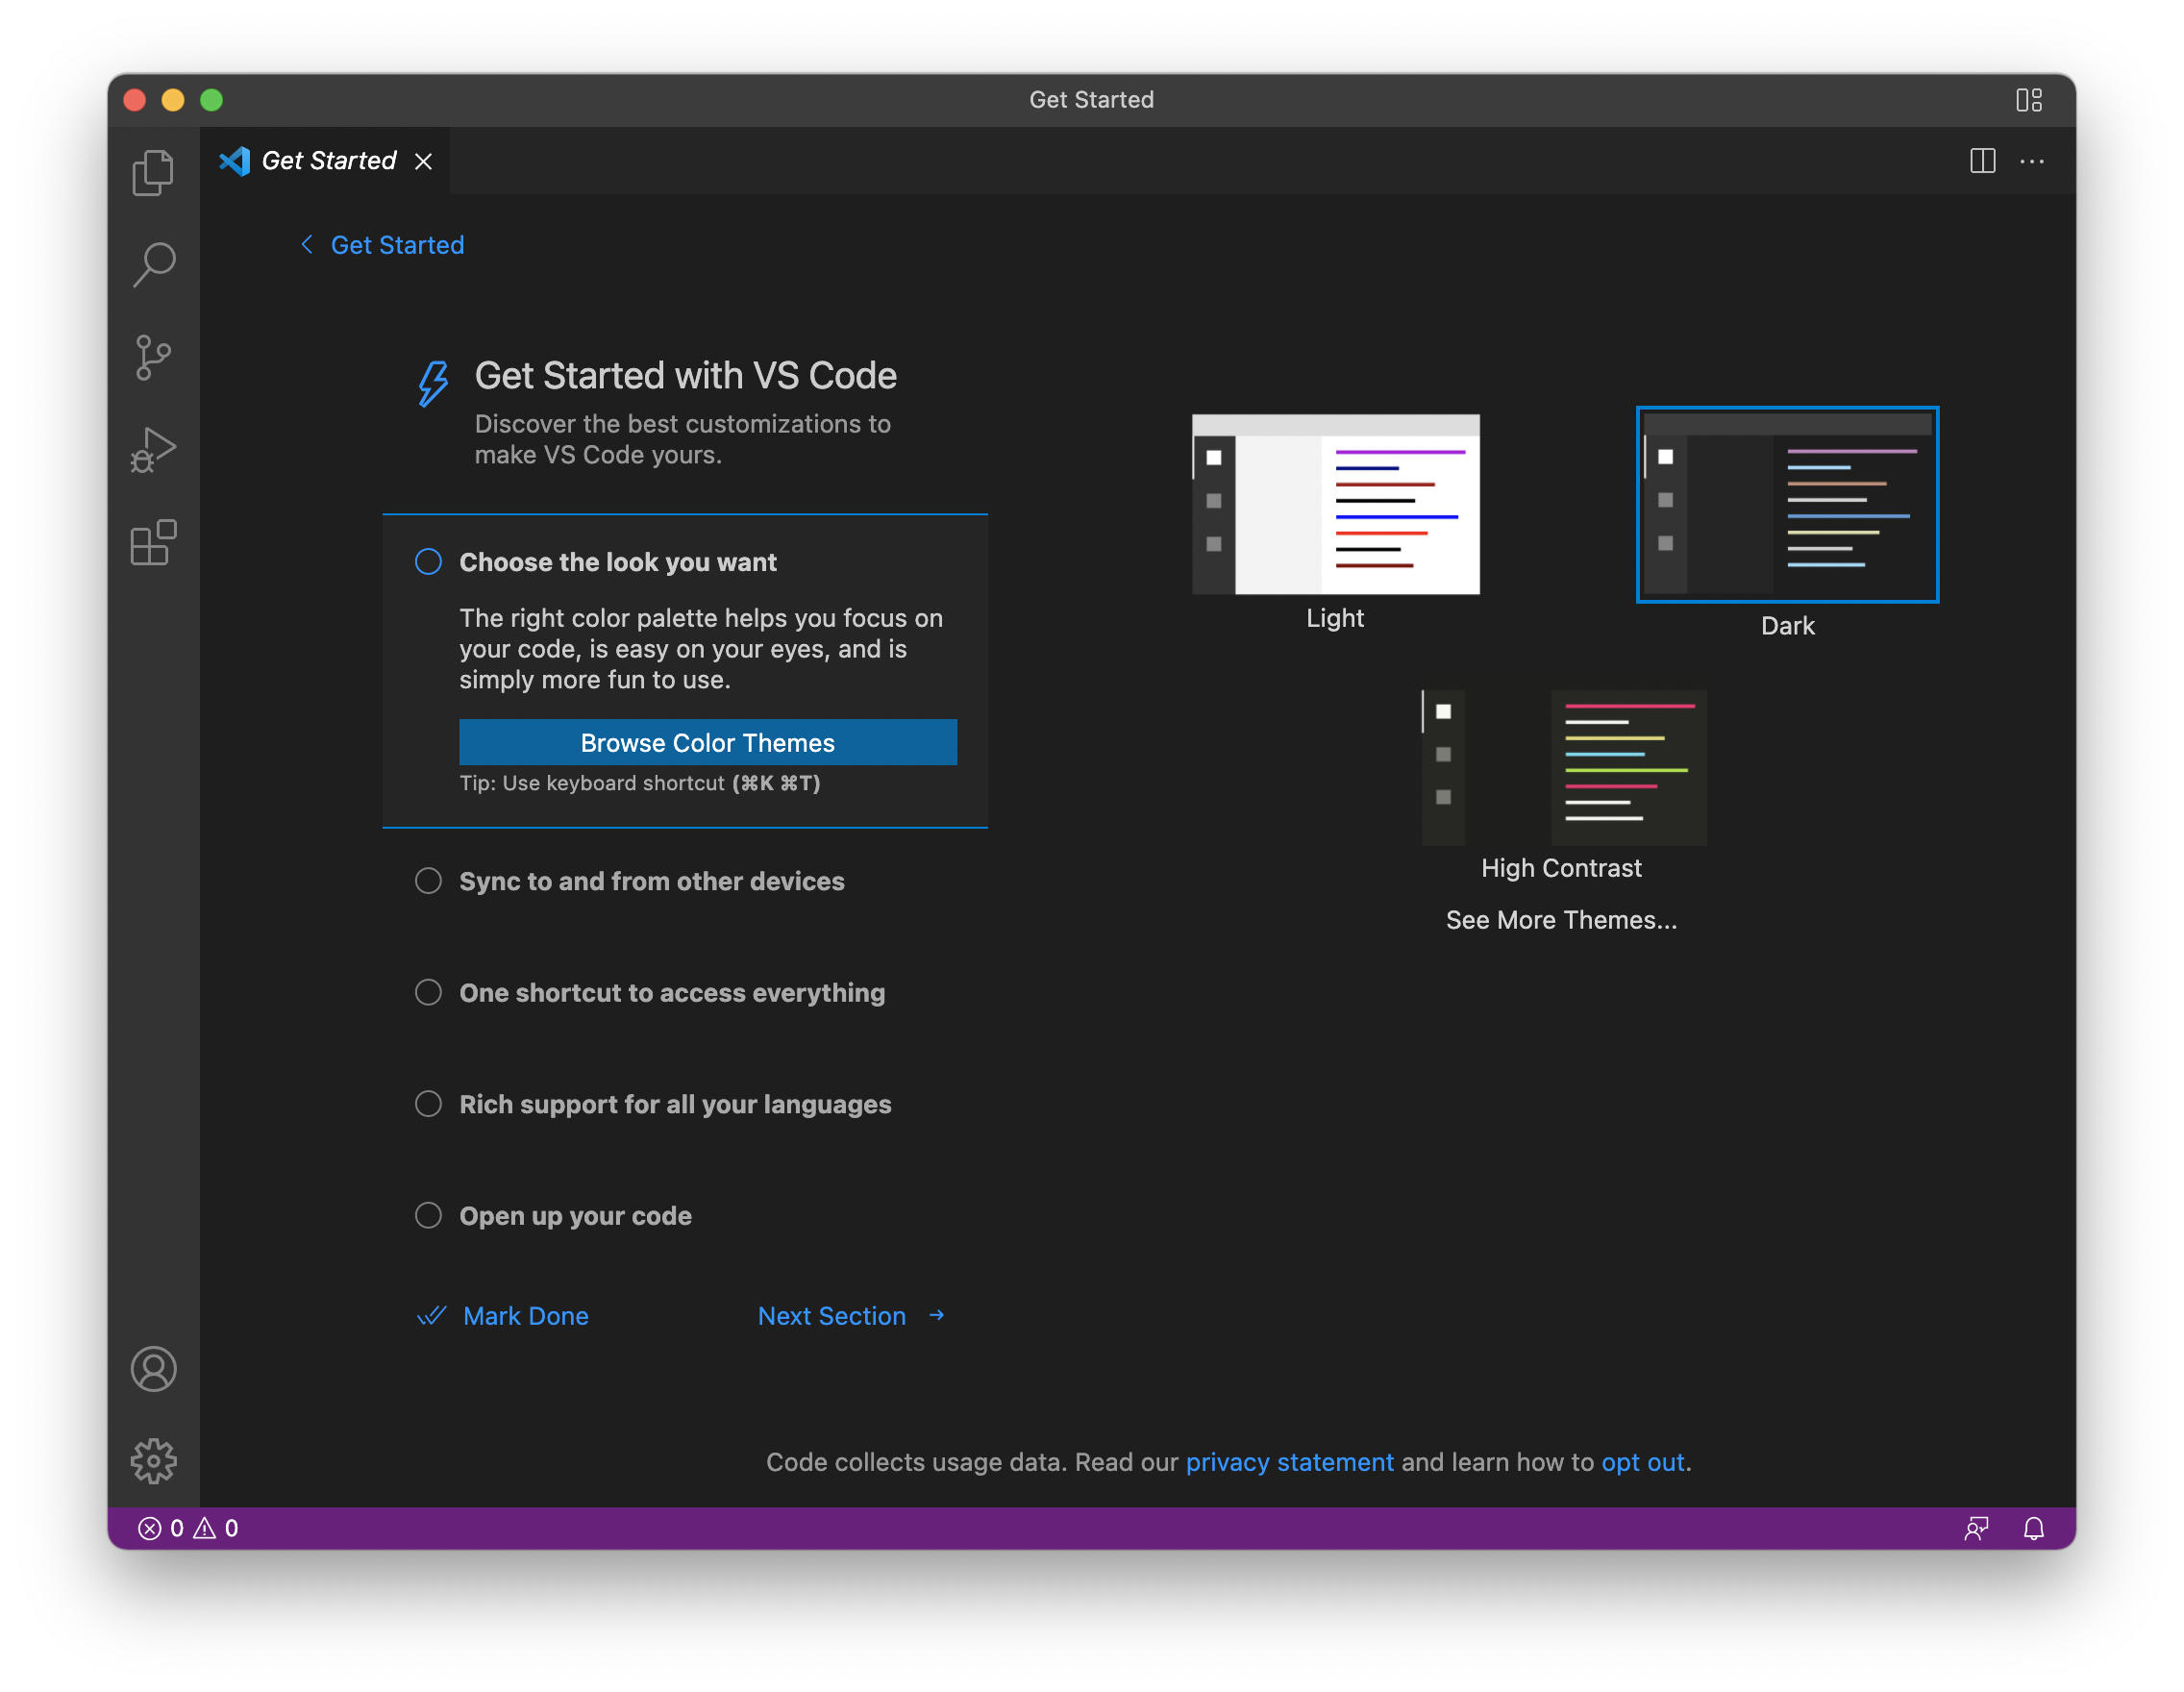 Get Started
Get Started
Get Started
Get Started with VS Code
Discover the best customizations to
make VS Code yours.
Choose the look you want
The right color palette helps you focus on
your code, is easy on your eyes, and is
simply more fun to use.
Browse Color Themes
Tip: Use keyboard shortcut (⌘K ⌘T)
Sync to and from other devices
One shortcut to access everything
Rich support for all your languages
Open up your code
Mark Done
Next Section →
Light
Dark
High Contrast
See More Themes...
Code collects usage data. Read our privacy statement and learn how to opt out.
0 0